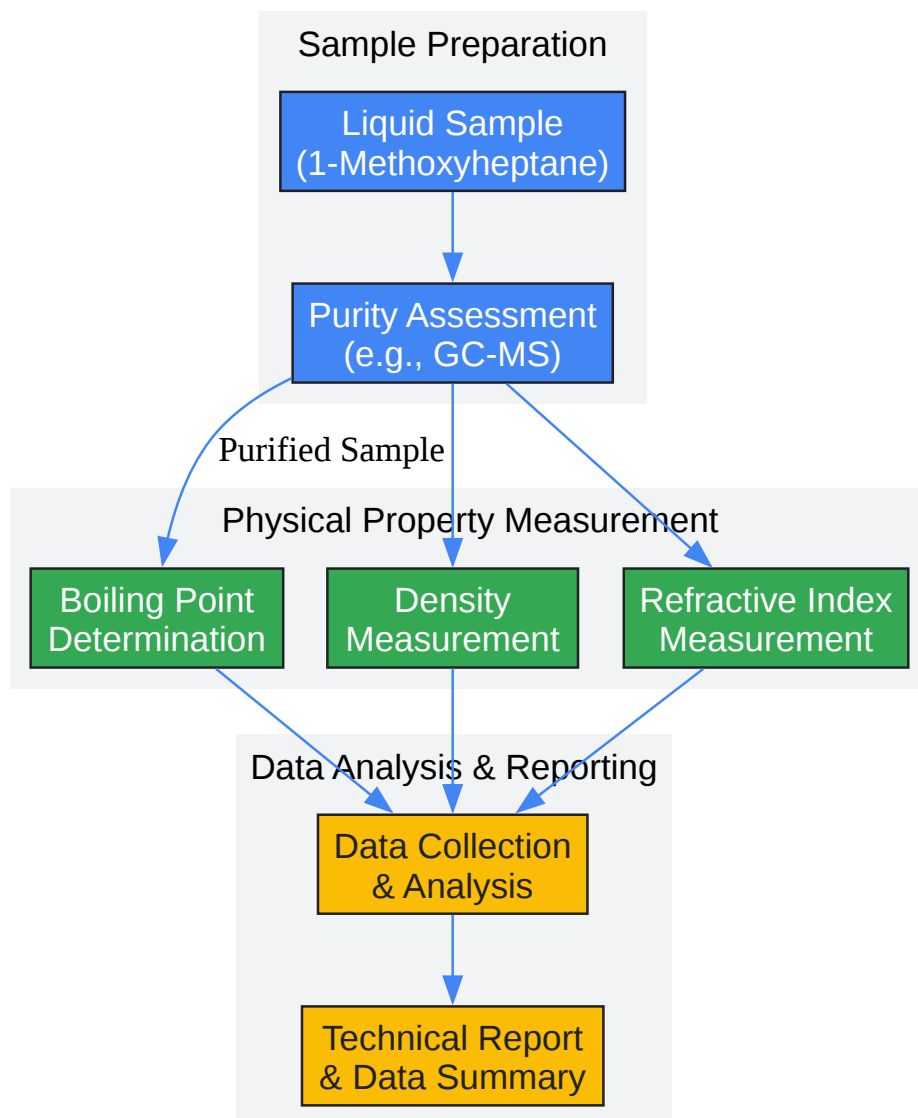 Sample Preparation
Liquid Sample
(1-Methoxyheptane)
Purity Assessment
(e.g., GC-MS)
Purified Sample
Physical Property Measurement
Boiling Point
Determination
Density
Measurement
Refractive Index
Measurement
Data Analysis & Reporting
Data Collection
& Analysis
Technical Report
& Data Summary